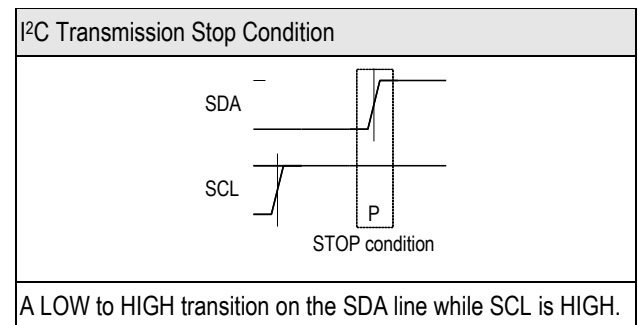 I²C Transmission Stop Condition
SDA
SCL
P
STOP condition
A LOW to HIGH transition on the SDA line while SCL is HIGH.